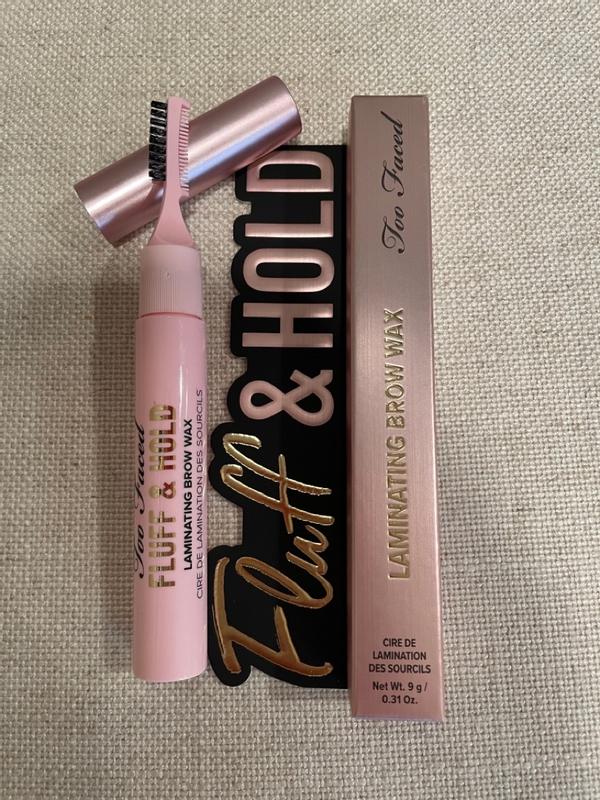 Too Faced
FLUFF & HOLD
LAMINATING BROW WAX
CIRE DE LAMINATION DES SOURCILS
Fluff & HOLD
Too Faced
LAMINATING BROW WAX
CIRE DE
LAMINATION
DES SOURCILS
Net Wt. 9 g /
0.31 Oz.